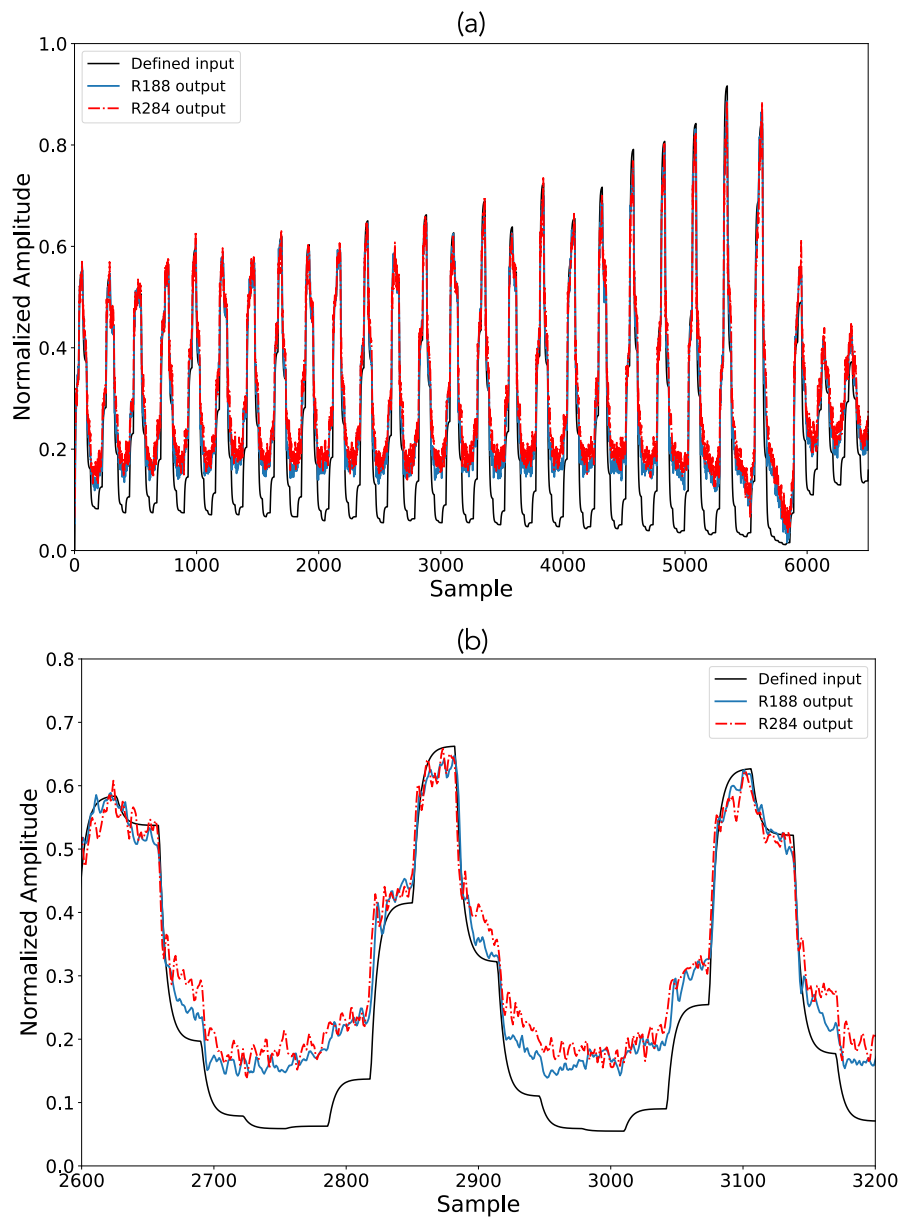 (a)
Normalized Amplitude
1.0
0.8
0.6
0.4
0.2
0.0
Defined input
R188 output
R284 output
0 1000 2000 3000 4000 5000 6000
Sample
(b)
Normalized Amplitude
0.8
0.7
0.6
0.5
0.4
0.3
0.2
0.1
0.0
Defined input
R188 output
R284 output
2600 2700 2800 2900 3000 3100 3200
Sample